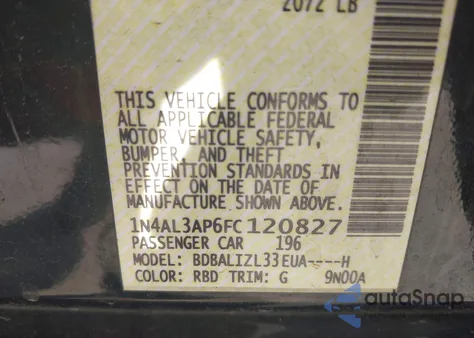 2072 LB
THIS VEHICLE CONFORMS TO
ALL APPLICABLE FEDERAL
MOTOR VEHICLE SAFETY,
BUMPER, AND THEFT
PREVENTION STANDARDS IN
EFFECT ON THE DATE OF
MANUFACTURE SHOWN ABOVE.
1N4AL3AP6FC120827
PASSENGER CAR 196
MODEL: BDBALIZL33EUA----H
COLOR: RBD TRIM: G 9N00A
autoSnap